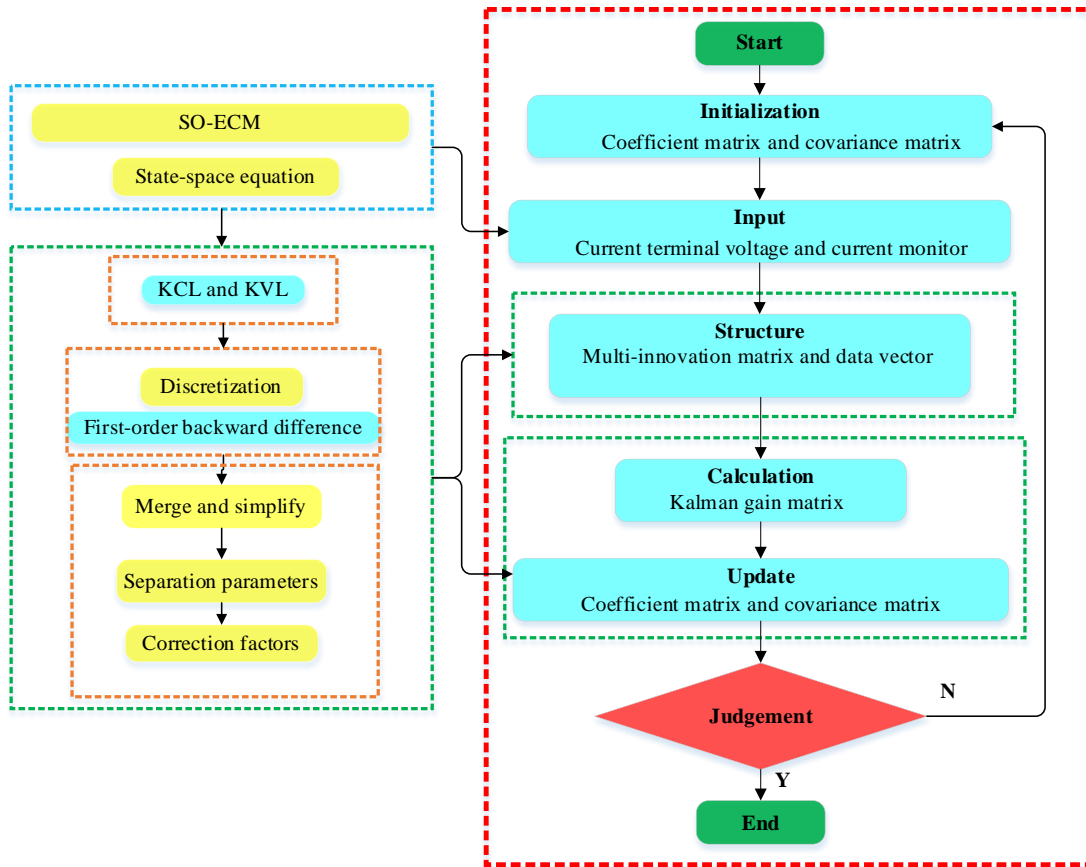 SO-ECM
State-space equation
KCL and KVL
Discretization
First-order backward difference
Merge and simplify
Separation parameters
Correction factors
Start
Initialization
Coefficient matrix and covariance matrix
Input
Current terminal voltage and current monitor
Structure
Multi-innovation matrix and data vector
Calculation
Kalman gain matrix
Update
Coefficient matrix and covariance matrix
Judgement
N
Y
End